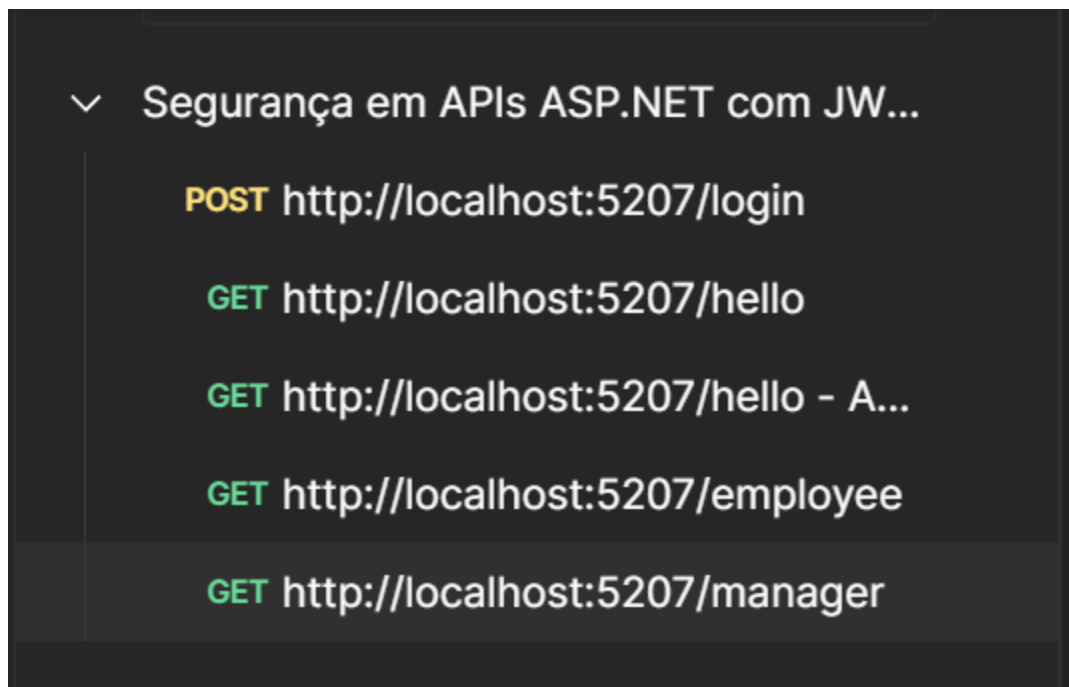 Segurança em APIs ASP.NET com JW...
POST http://localhost:5207/login
GET http://localhost:5207/hello
GET http://localhost:5207/hello - A...
GET http://localhost:5207/employee
GET http://localhost:5207/manager